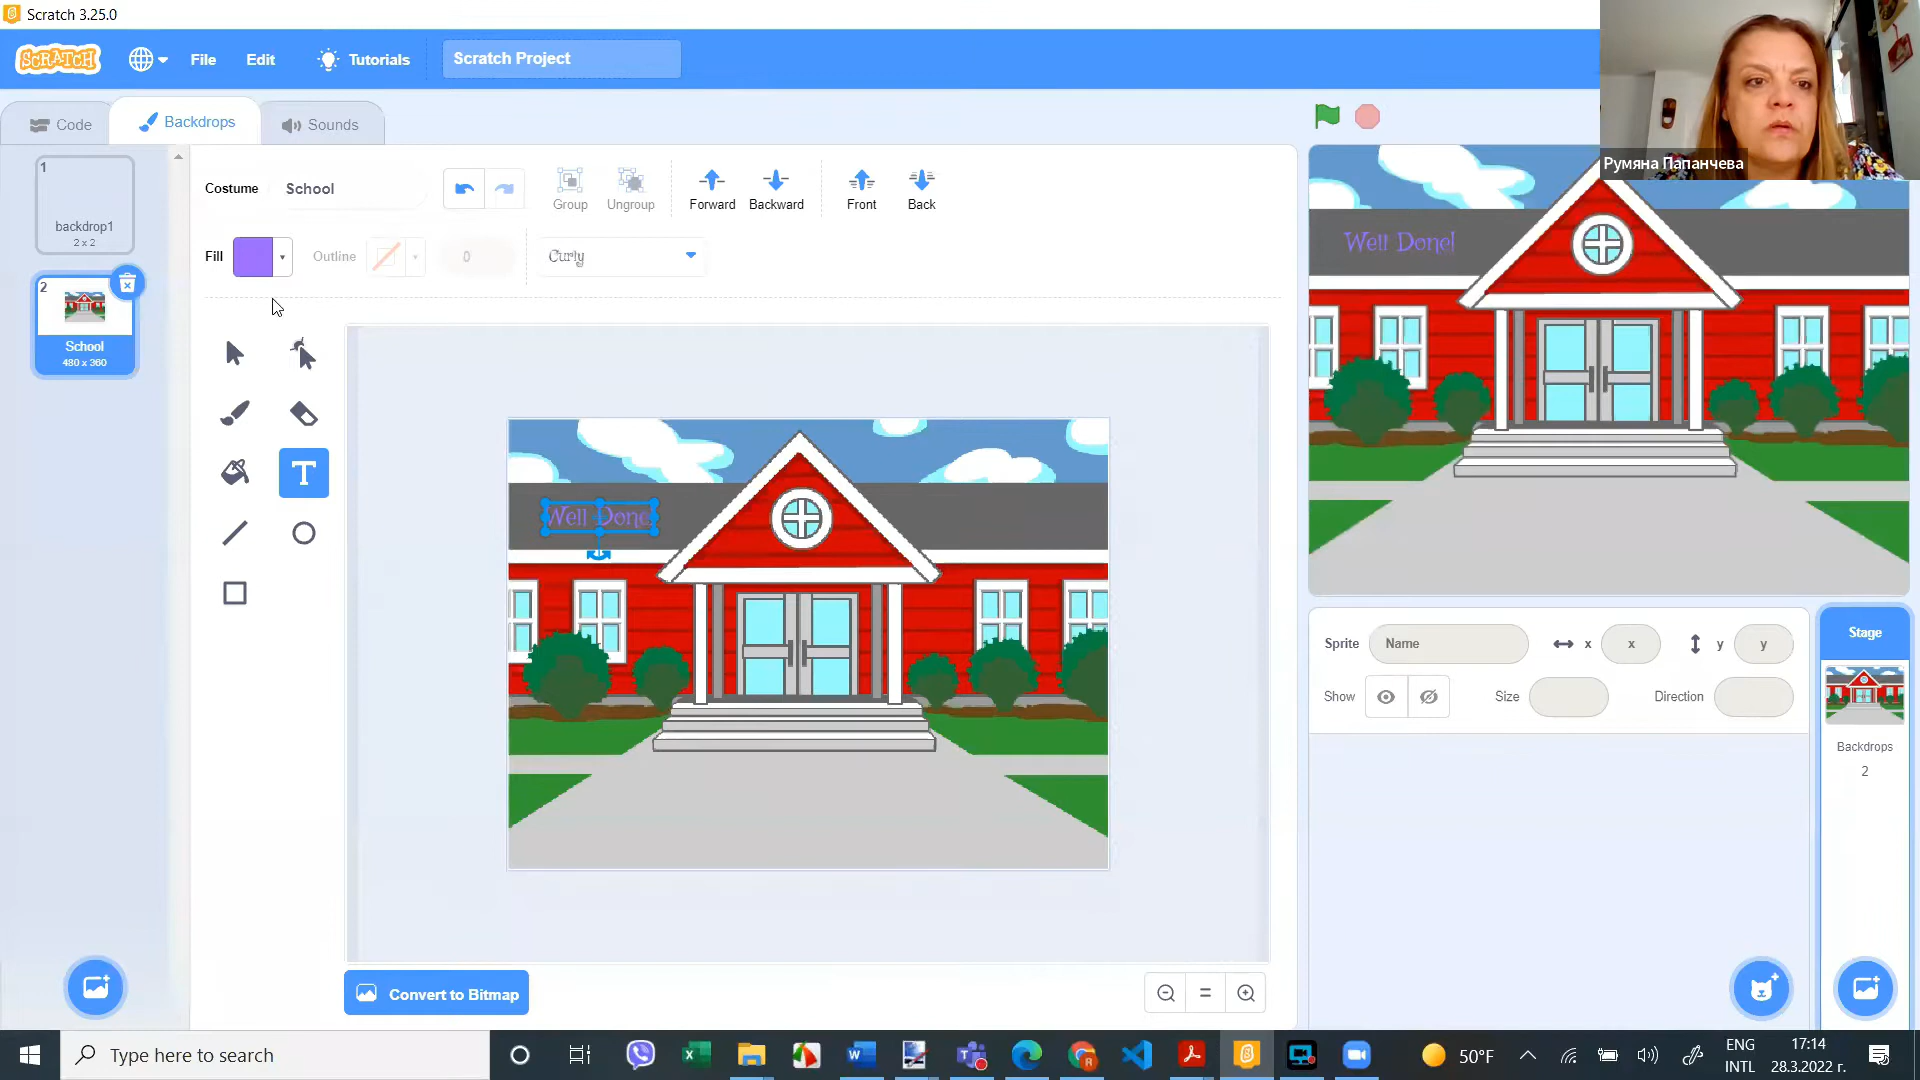 Scratch 3.25.0
SCRATCH
File
Edit
Tutorials
Scratch Project
Румяна Папанчева
Code
Backdrops
Sounds
1
backdrop1
2 x 2
2
School
480 x 360
Costume
School
Group
Ungroup
Forward
Backward
Front
Back
Fill
Outline
0
Curly
T
Well Done!
Well Done!
Convert to Bitmap
Sprite
Name
x
x
y
y
Show
Size
Direction
Stage
Backdrops
2
Type here to search
50°F
ENG
INTL
17:14
28.3.2022 г.